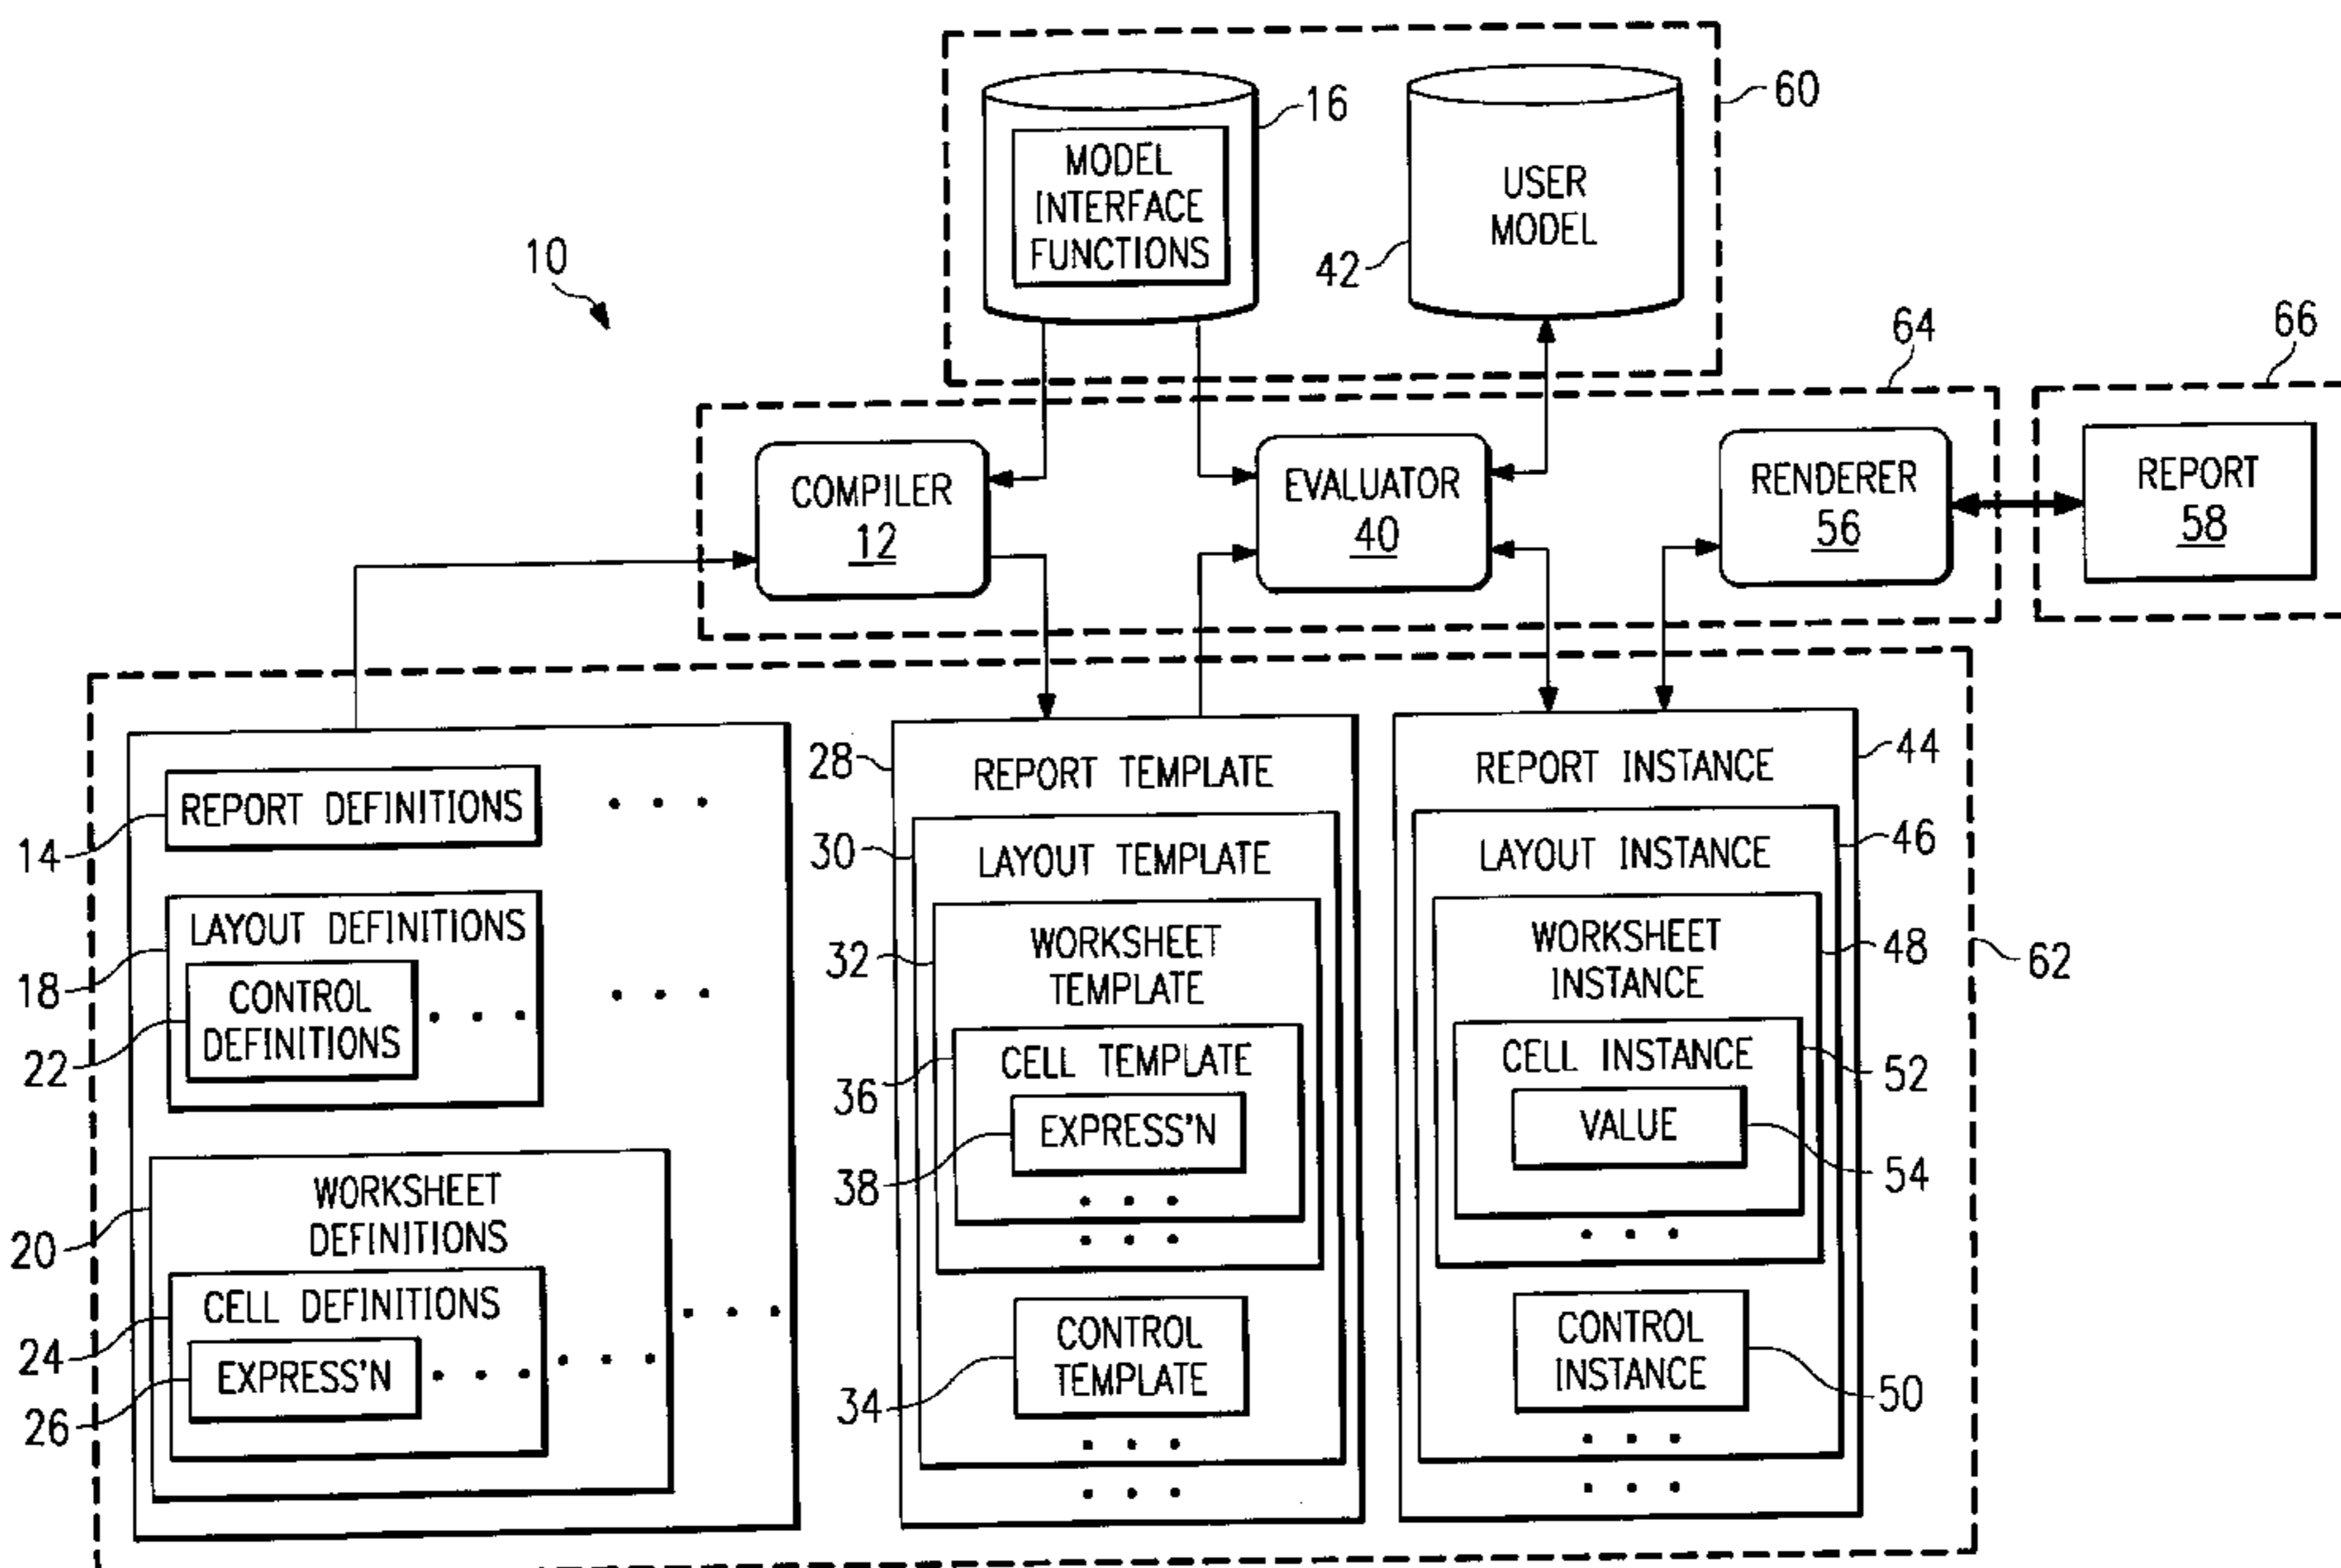 16
60
MODEL
INTERFACE
FUNCTIONS
USER
MODEL
42
10
64
66
COMPILER
12
EVALUATOR
40
RENDERER
56
REPORT
58
REPORT DEFINITIONS
14
LAYOUT DEFINITIONS
18
CONTROL
DEFINITIONS
22
WORKSHEET
DEFINITIONS
20
CELL DEFINITIONS
24
EXPRESS'N
26
28
REPORT TEMPLATE
30
LAYOUT TEMPLATE
32
WORKSHEET
TEMPLATE
36
CELL TEMPLATE
38
EXPRESS'N
34
CONTROL
TEMPLATE
REPORT INSTANCE
44
LAYOUT INSTANCE
46
WORKSHEET
INSTANCE
48
62
CELL INSTANCE
52
VALUE
54
CONTROL
INSTANCE
50